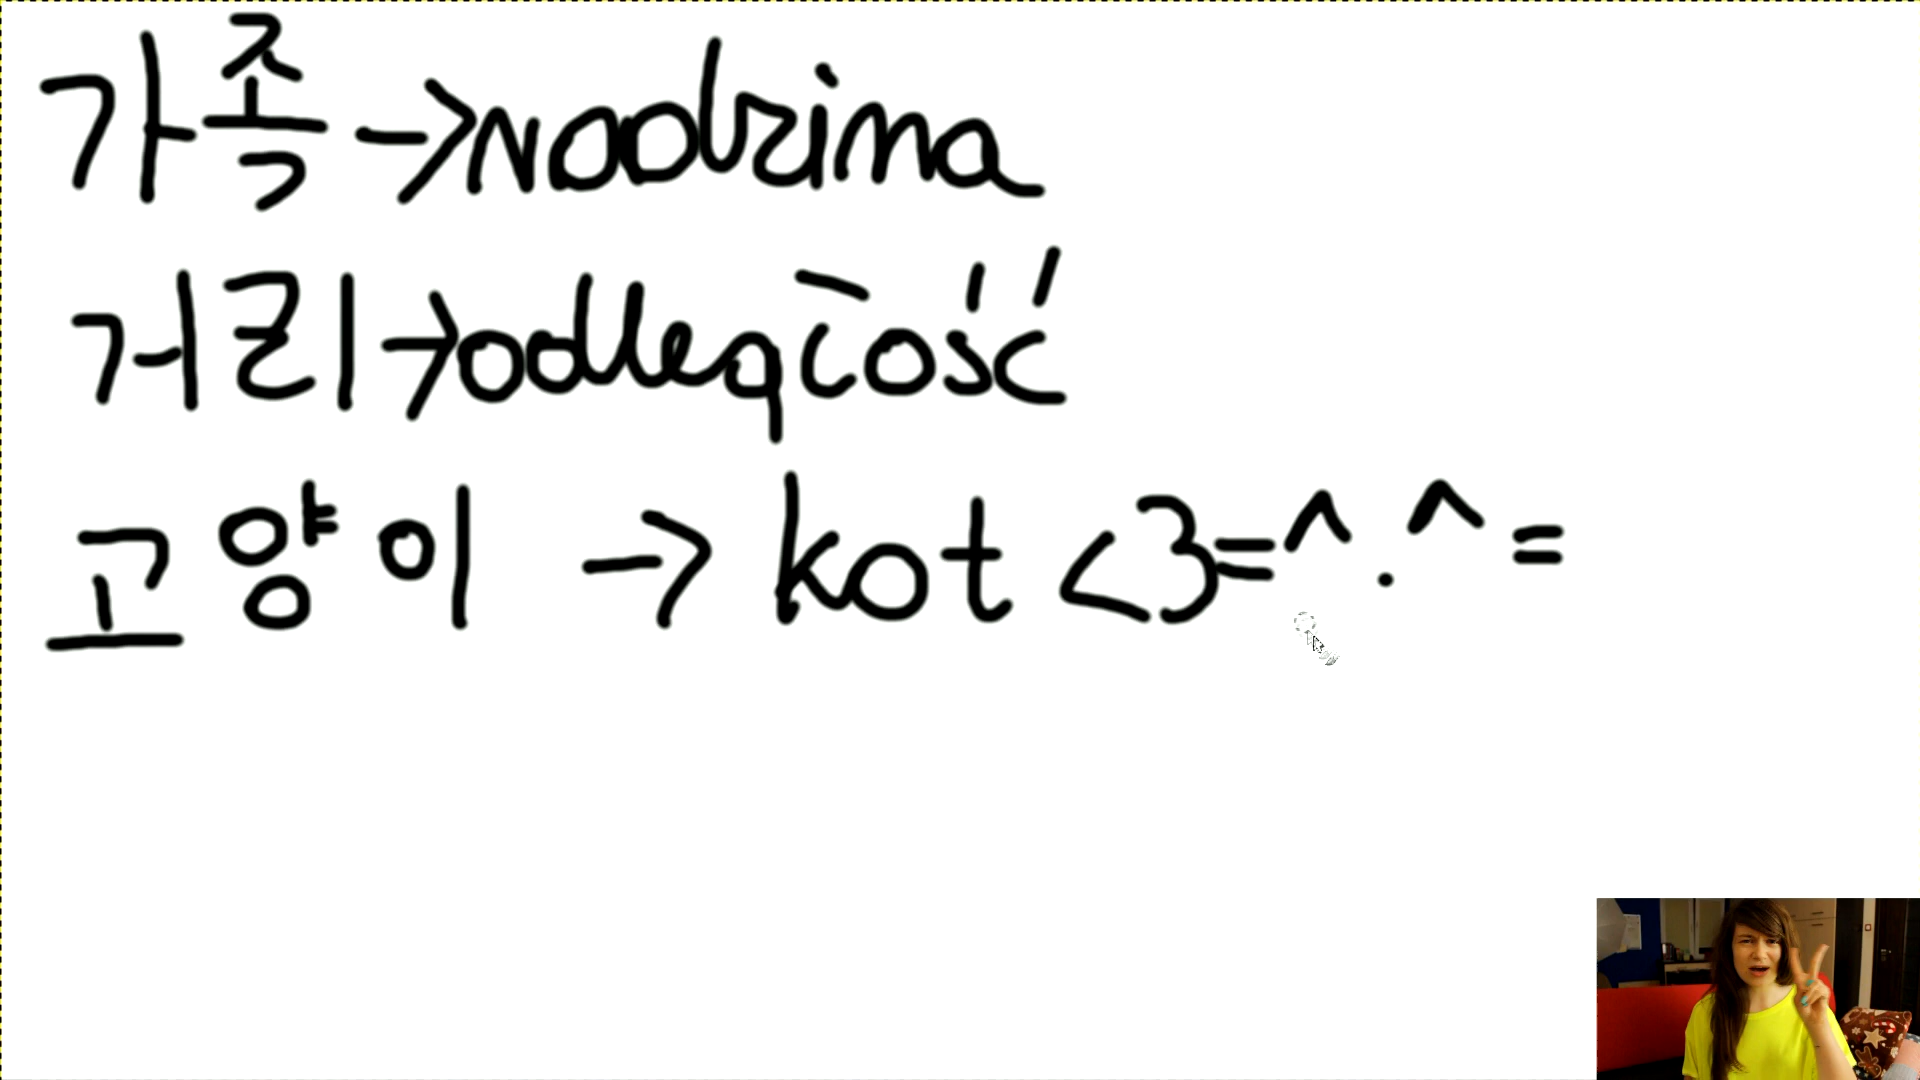 가족 → rodzina
거리 → odległość
고양이 → kot <3 =^.^=